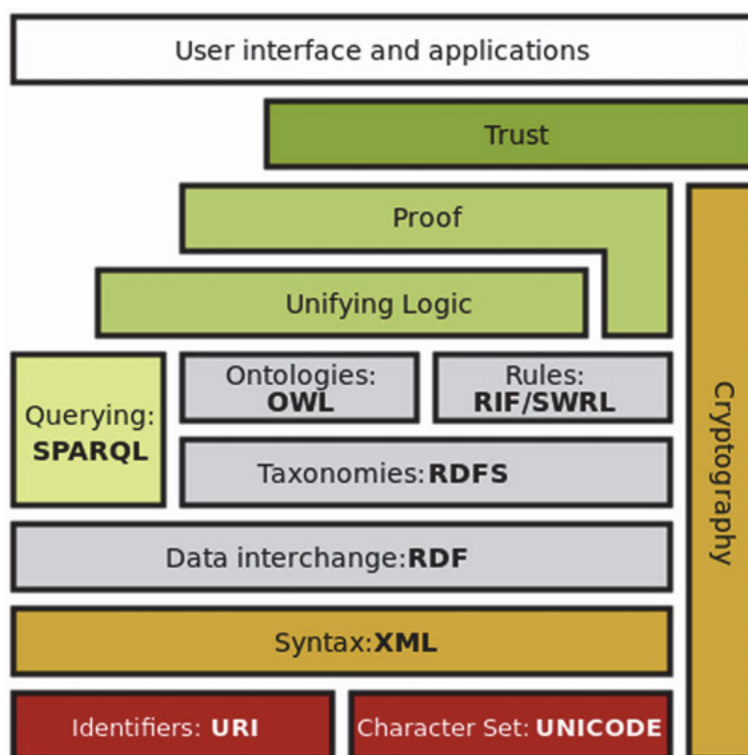 User interface and applications
Trust
Proof
Unifying Logic
Querying:
SPARQL
Ontologies:
OWL
Rules:
RIF/SWRL
Taxonomies:RDFS
Cryptography
Data interchange:RDF
Syntax:XML
Identifiers: URI
Character Set: UNICODE